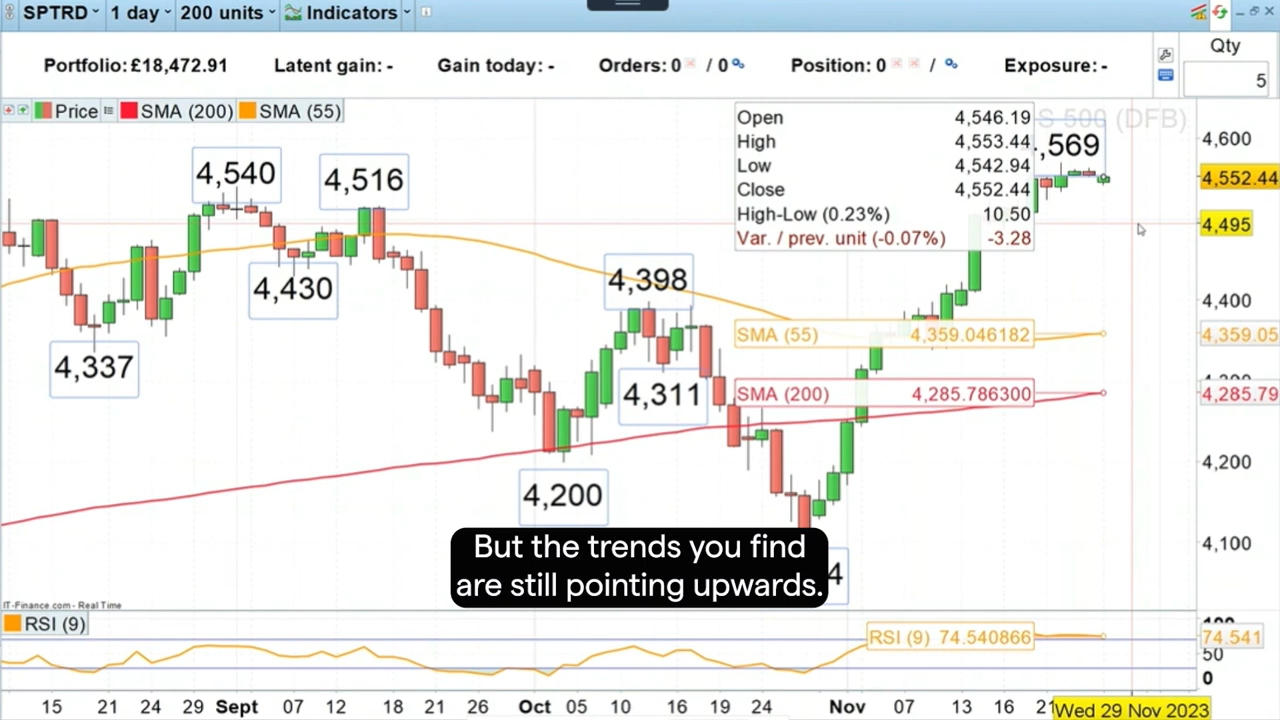 SPTRD 1 day 200 units Indicators
Portfolio: £18,472.91 Latent gain: - Gain today: - Orders: 0 / 0 Position: 0 / Exposure: -
Qty
5
Price SMA (200) SMA (55)
Open 4,546.19
High 4,553.44
Low 4,542.94
Close 4,552.44
High-Low (0.23%) 10.50
Var. / prev. unit (-0.07%) -3.28
S 500 (DFB)
,569
4,600
4,552.44
4,495
4,540
4,516
4,430
4,398
4,400
SMA (55) 4,359.046182
4,359.05
4,337
4,311
SMA (200) 4,285.786300
4,285.79
4,200
4,200
4,100
But the trends you find
are still pointing upwards.
4
IT-Finance.com - Real Time
RSI (9)
RSI (9) 74.540866
74.541
50
0
15 21 24 29 Sept 07 13 18 21 26 Oct 05 10 16 19 24 Nov 07 13 16 21
Wed 29 Nov 2023